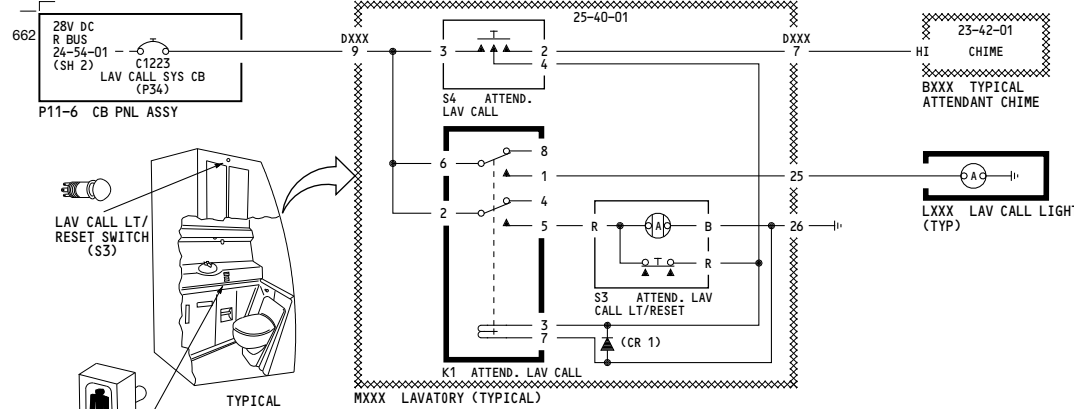 662
28V DC
R BUS
24-54-01
(SH 2)
C1223
LAV CALL SYS CB
(P34)
P11-6 CB PNL ASSY
25-40-01
DXXX
9
3
2
4
S4 ATTEND.
LAV CALL
DXXX
7
HI
23-42-01
CHIME
BXXX TYPICAL
ATTENDANT CHIME
6
8
1
25
A
LXXX LAV CALL LIGHT
(TYP)
2
4
5
R
A
B
26
R
S3 ATTEND. LAV
CALL LT/RESET
3
7
(CR 1)
K1 ATTEND. LAV CALL
MXXX LAVATORY (TYPICAL)
LAV CALL LT/
RESET SWITCH
(S3)
TYPICAL